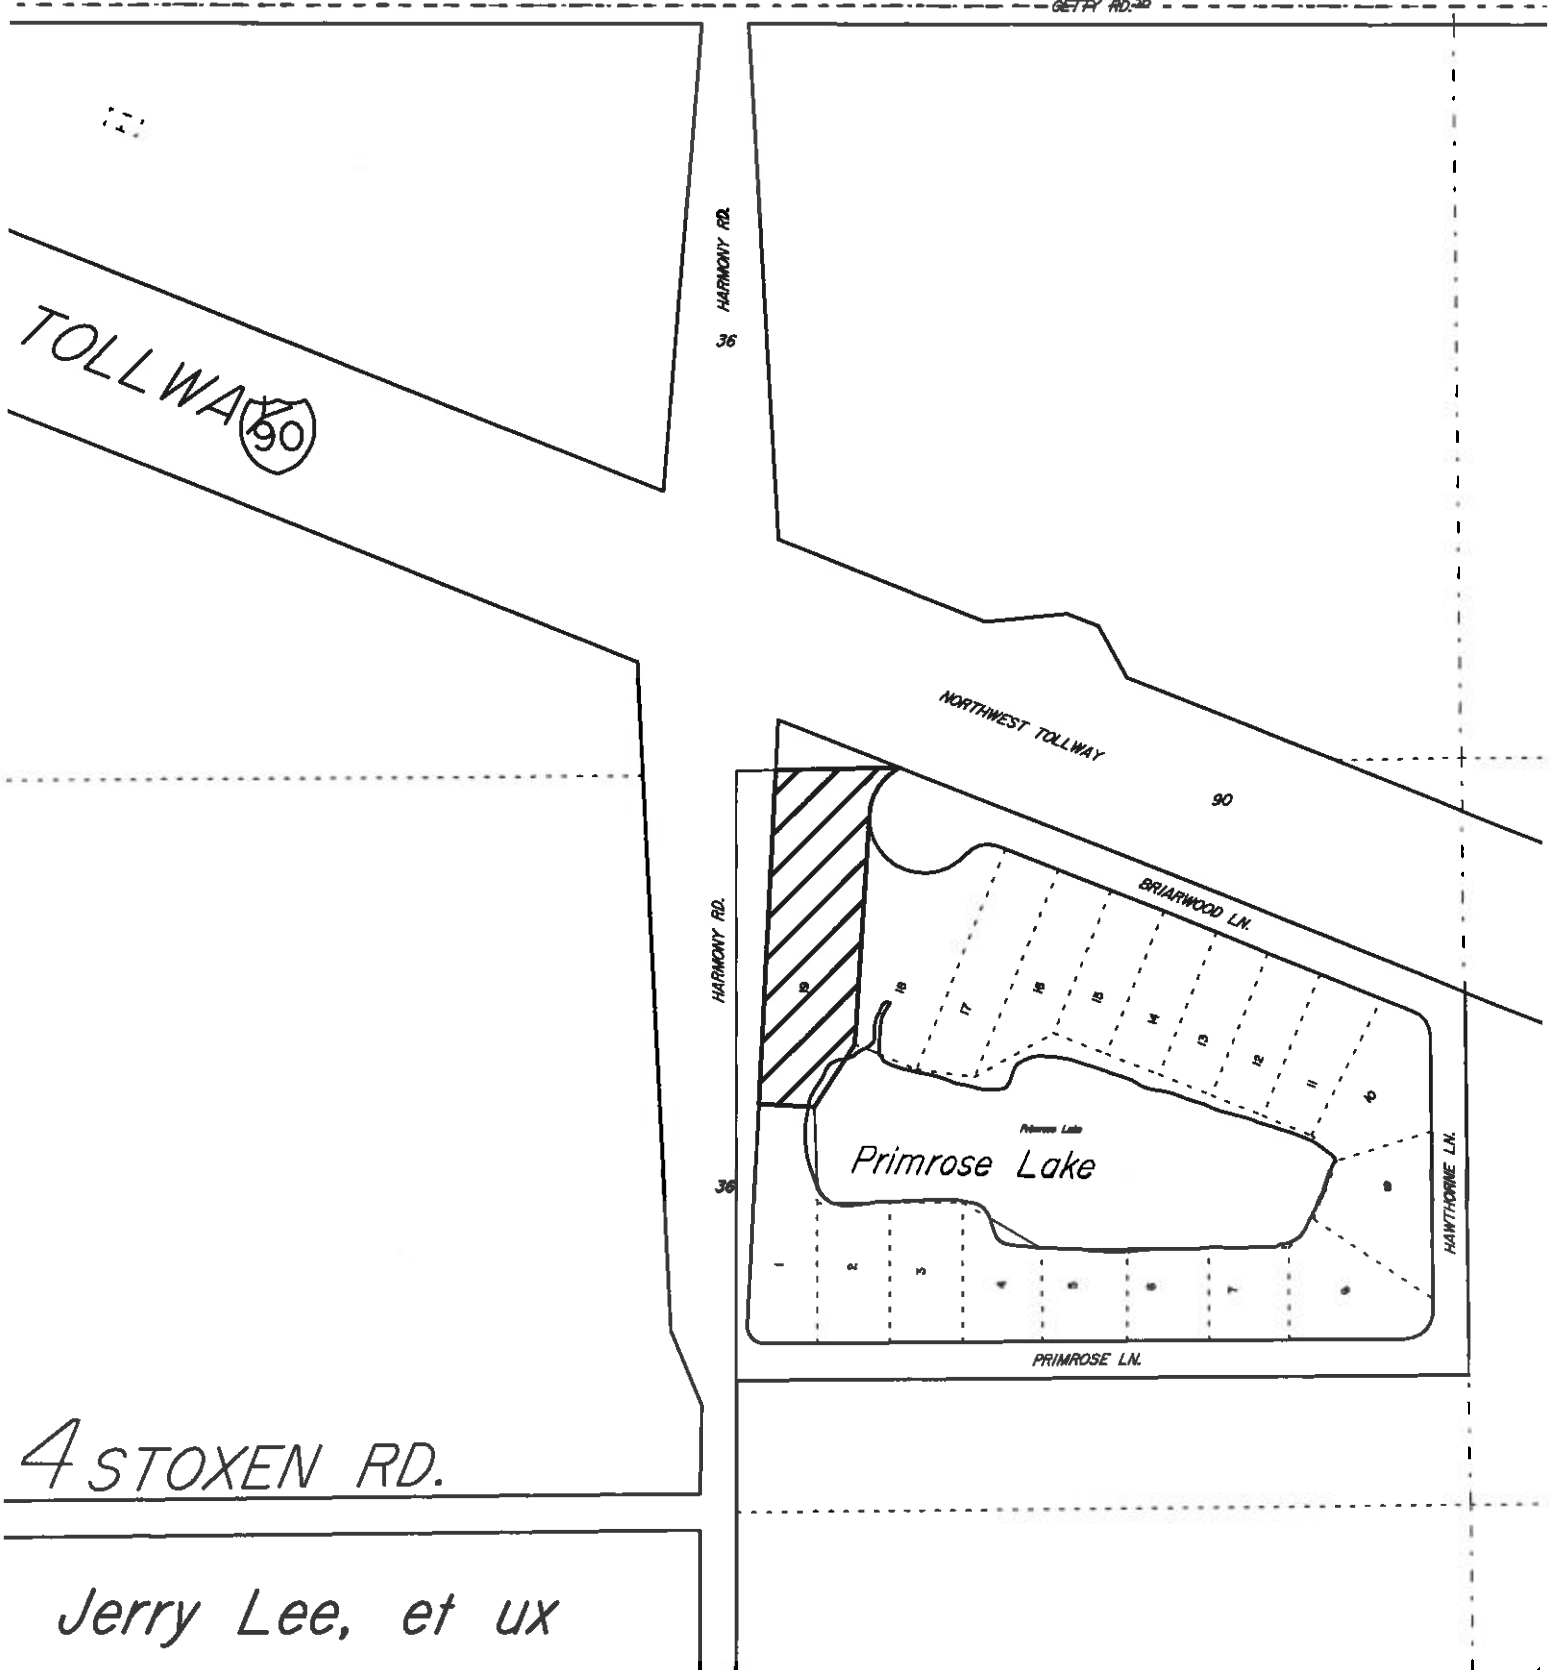 GETTY RD.
HARMONY RD.
36
TOLLWAY
90
NORTHWEST TOLLWAY
90
BRIARWOOD LN.
HARMONY RD.
19
18
17
16
15
14
13
12
11
10
9
Primrose Lake
Primrose Lake
HAWTHORNE LN.
36
1
2
3
4
5
6
7
PRIMROSE LN.
4 STOXEN RD.
Jerry Lee, et ux